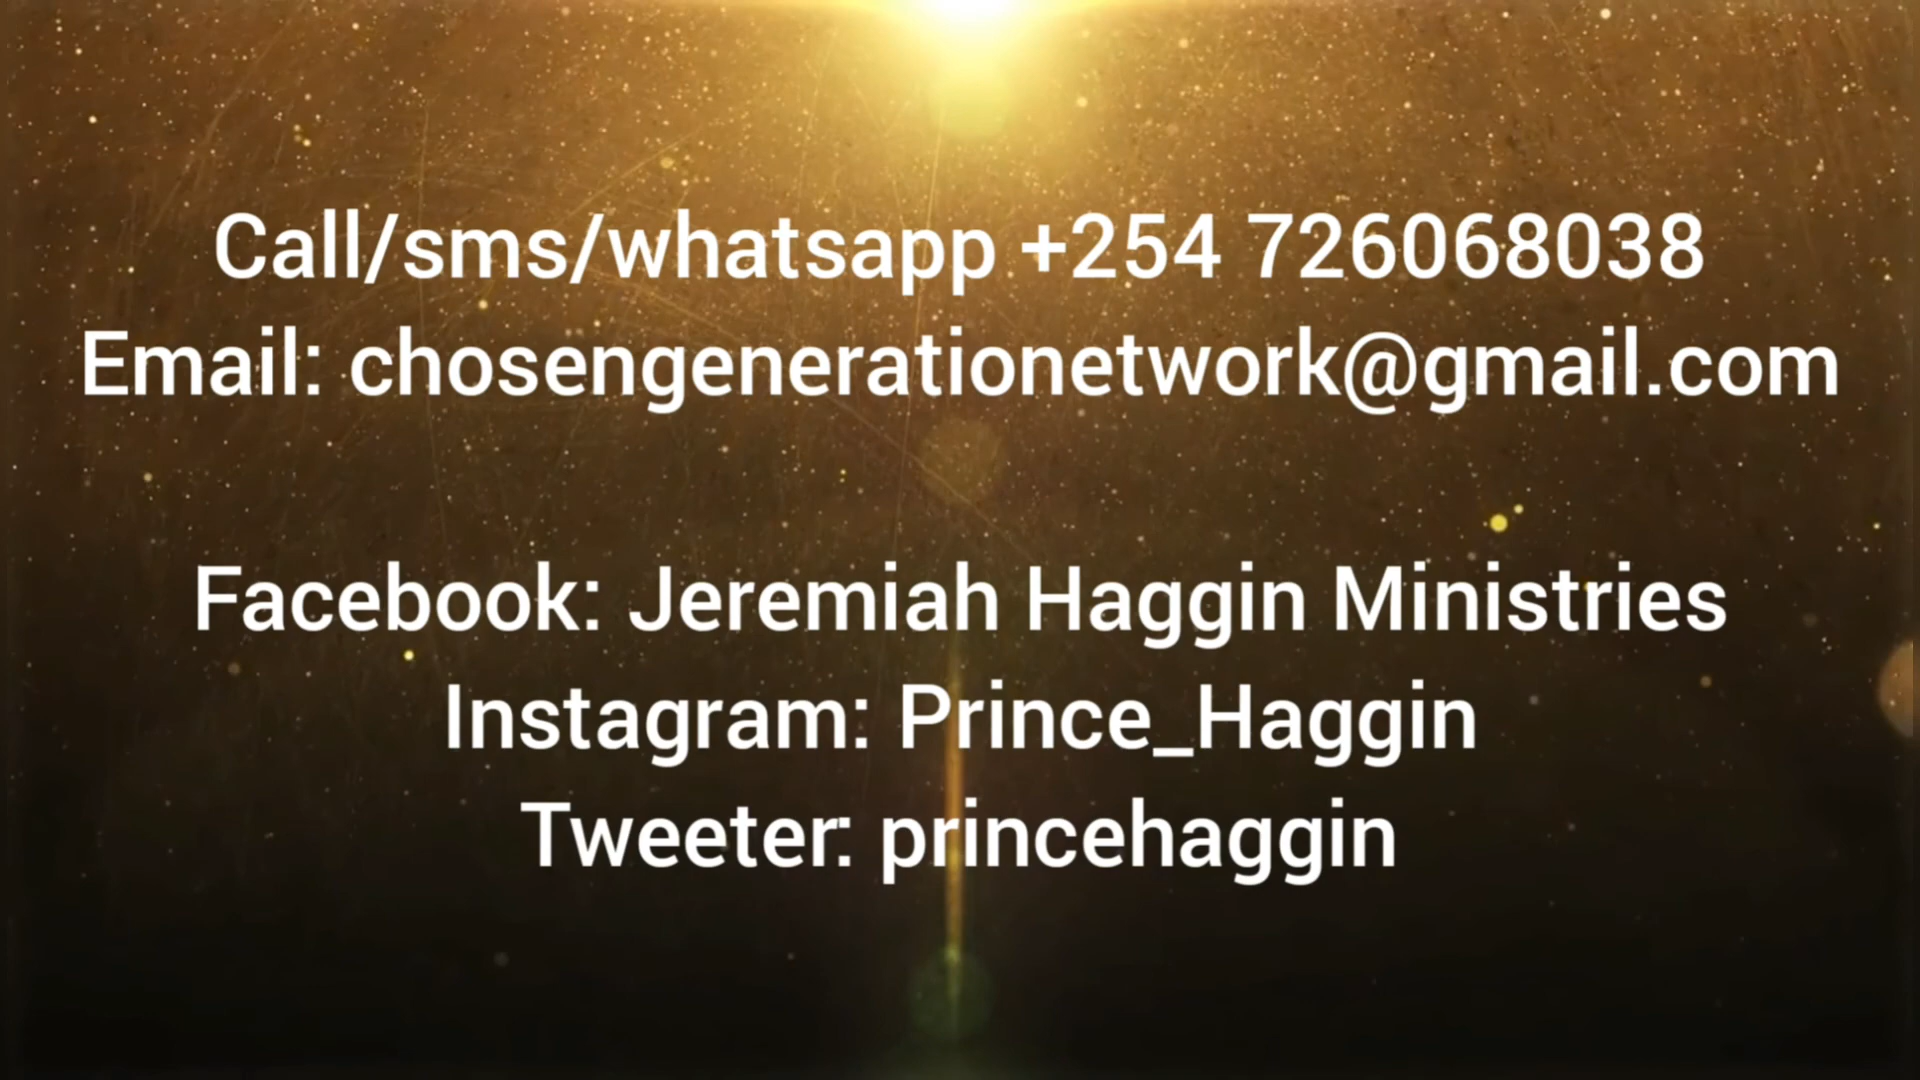 Call/sms/whatsapp +254 726068038
Email: chosengenerationetwork@gmail.com
Facebook: Jeremiah Haggin Ministries
Instagram: Prince_Haggin
Tweeter: princehaggin